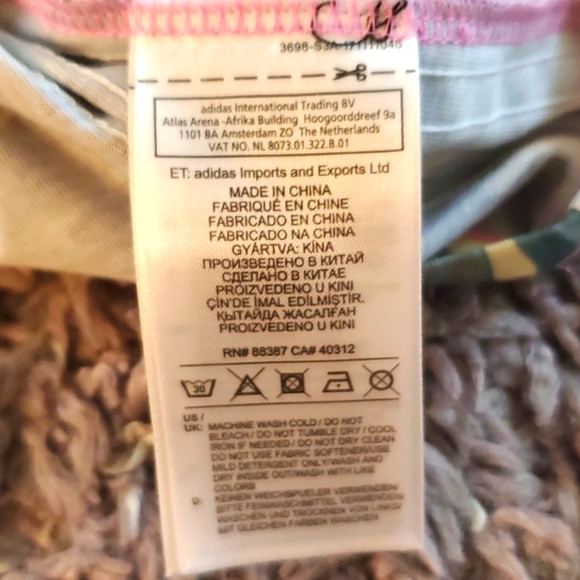 3698-S3A-171111046
adidas International Trading BV
Atlas Arena -Afrika Building Hoogoorddreef 9a
1101 BA Amsterdam ZO The Netherlands
VAT NO. NL 8073.01.322.B.01
ET: adidas Imports and Exports Ltd
MADE IN CHINA
FABRIQUÉ EN CHINE
FABRICADO EN CHINA
FABRICADO NA CHINA
GYÁRTVA: KÍNA
ПРОИЗВЕДЕНО В КИТАЙ
СДЕЛАНО В КИТАЕ
PROIZVEDENO U KINI
ÇİN'DE İMAL EDİLMİŞTİR.
ҚЫТАЙДА ЖАСАЛҒАН
PROIZVEDENO U KINI
RN# 88387 CA# 40312
30
US /
UK: MACHINE WASH COLD / DO NOT
BLEACH / DO NOT TUMBLE DRY / COOL
IRON IF NEEDED / DO NOT DRY CLEAN
DO NOT USE FABRIC SOFTENER/USE
MILD DETERGENT ONLY/WASH AND
DRY INSIDE OUT/WASH WITH LIKE
COLORS
D: KEINEN WEICHSPUELER VERWENDEN/
BITTE FEINWASCHMITTEL VERWENDEN/
WASCHEN UND TROCKNEN VON LINKS/
MIT GLEICHEN FARBEN WASCHEN